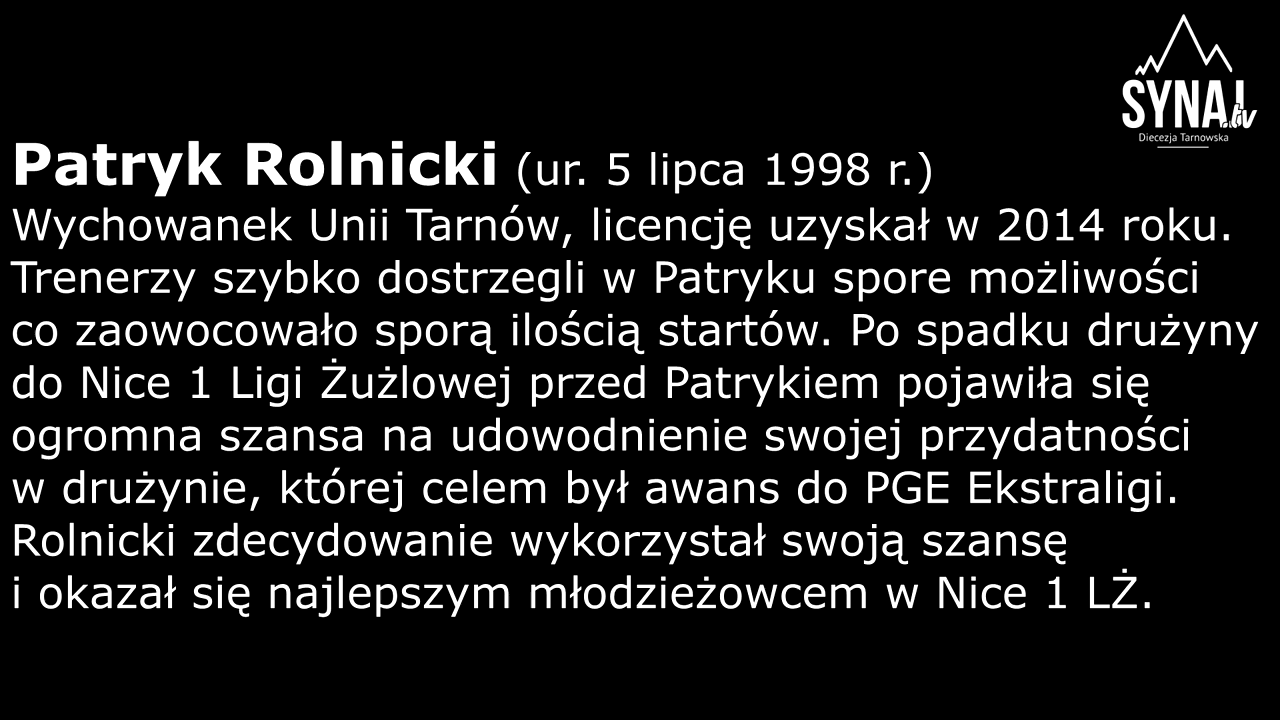 SYNAJ.tv
Diecezja Tarnowska
Patryk Rolnicki (ur. 5 lipca 1998 r.)
Wychowanek Unii Tarnów, licencję uzyskał w 2014 roku.
Trenerzy szybko dostrzegli w Patryku spore możliwości
co zaowocowało sporą ilością startów. Po spadku drużyny
do Nice 1 Ligi Żużlowej przed Patrykiem pojawiła się
ogromna szansa na udowodnienie swojej przydatności
w drużynie, której celem był awans do PGE Ekstraligi.
Rolnicki zdecydowanie wykorzystał swoją szansę
i okazał się najlepszym młodzieżowcem w Nice 1 LŻ.